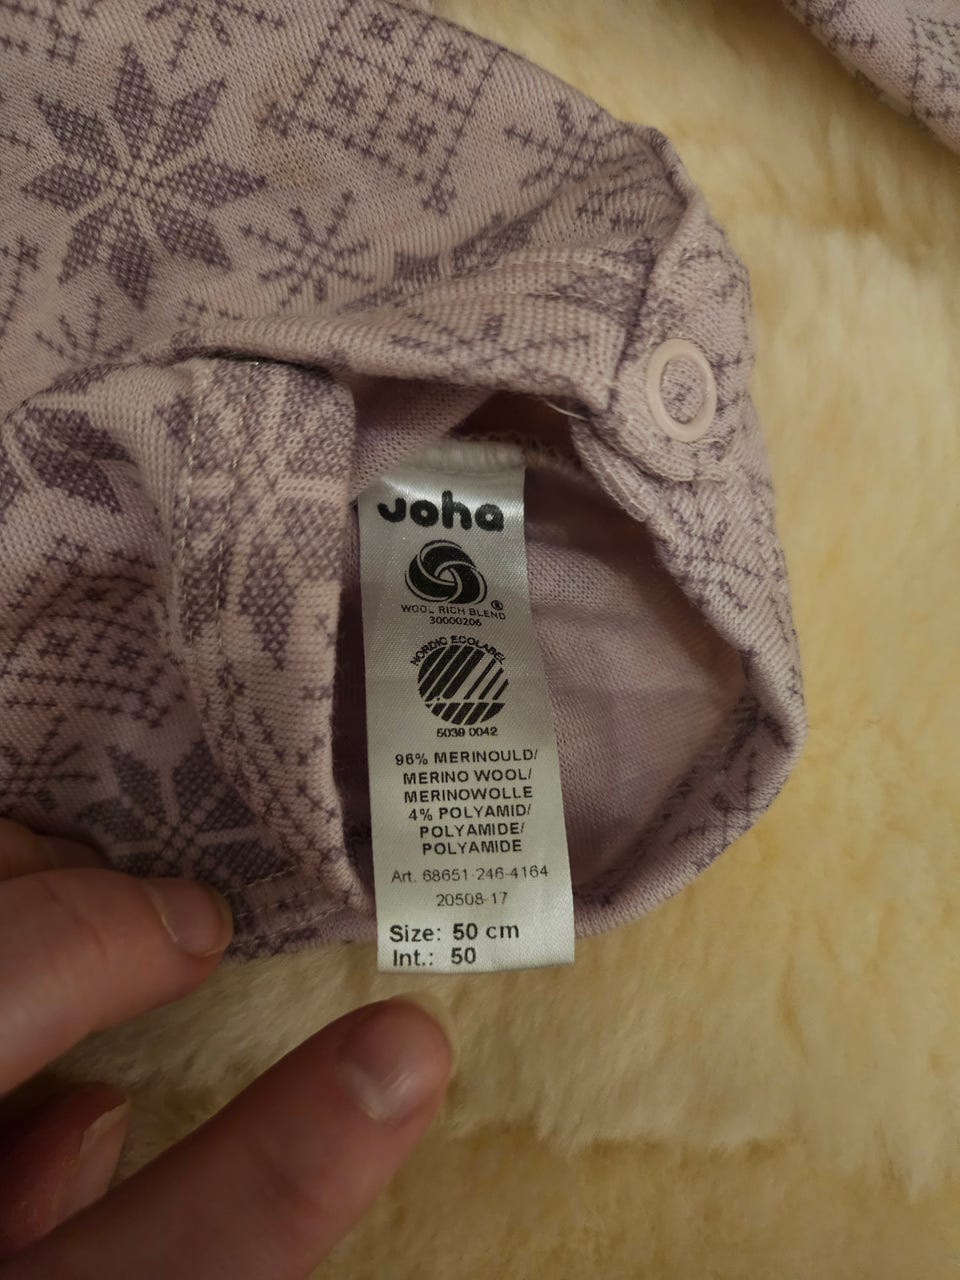 Joha
WOOL RICH BLEND ®
30000206
NORDIC ECOLABEL
5039 0042
96% MERINOULD/
MERINO WOOL/
MERINOWOLLE
4% POLYAMID/
POLYAMIDE/
POLYAMIDE
Art. 68651-246-4164
20508-17
Size: 50 cm
Int.: 50